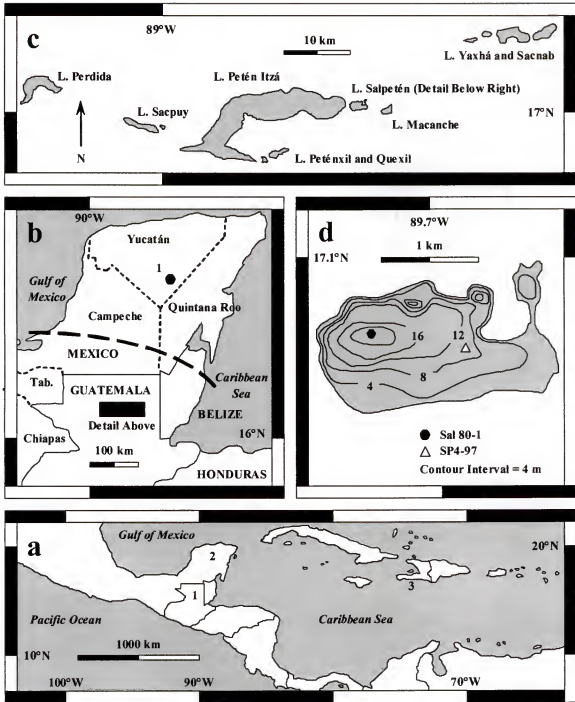 c
89°W
10 km
L. Yaxhá and Sacnab
L. Perdida
L. Petén Itzá
L. Salpetén (Detail Below Right)
L. Sacpuy
L. Macanche
17°N
N
L. Peténxil and Quexil
90°W
b
Yucatán
1
Gulf of
Mexico
Campeche
Quintana Roo
MEXICO
Caribbean
Sea
Tab.
GUATEMALA
BELIZE
Detail Above
16°N
Chiapas
100 km
HONDURAS
89.7°W
d
17.1°N
1 km
16
12
8
4
Sal 80-1
SP4-97
Contour Interval = 4 m
a
Gulf of Mexico
20°N
2
1
3
Pacific Ocean
Caribbean Sea
1000 km
10°N
100°W
90°W
70°W